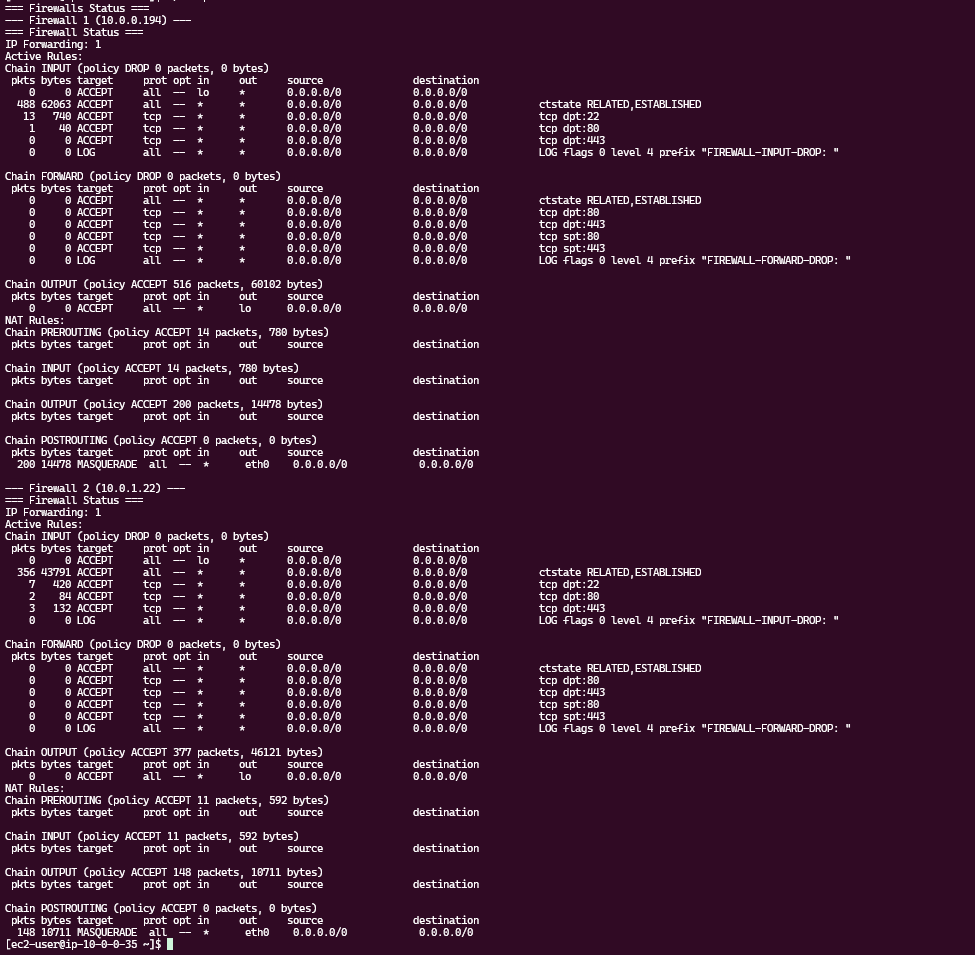 === Firewalls Status ===
--- Firewall 1 (10.0.0.194) ---
=== Firewall Status ===
IP Forwarding: 1
Active Rules:
Chain INPUT (policy DROP 0 packets, 0 bytes)
pkts bytes target prot opt in out source destination
0 0 ACCEPT all -- lo * 0.0.0.0/0 0.0.0.0/0
488 62063 ACCEPT all -- * * 0.0.0.0/0 0.0.0.0/0 ctstate RELATED,ESTABLISHED
13 740 ACCEPT tcp -- * * 0.0.0.0/0 0.0.0.0/0 tcp dpt:22
1 40 ACCEPT tcp -- * * 0.0.0.0/0 0.0.0.0/0 tcp dpt:80
0 0 ACCEPT tcp -- * * 0.0.0.0/0 0.0.0.0/0 tcp dpt:443
0 0 LOG all -- * * 0.0.0.0/0 0.0.0.0/0 LOG flags 0 level 4 prefix "FIREWALL-INPUT-DROP: "
Chain FORWARD (policy DROP 0 packets, 0 bytes)
pkts bytes target prot opt in out source destination
0 0 ACCEPT all -- * * 0.0.0.0/0 0.0.0.0/0 ctstate RELATED,ESTABLISHED
0 0 ACCEPT tcp -- * * 0.0.0.0/0 0.0.0.0/0 tcp dpt:80
0 0 ACCEPT tcp -- * * 0.0.0.0/0 0.0.0.0/0 tcp dpt:443
0 0 ACCEPT tcp -- * * 0.0.0.0/0 0.0.0.0/0 tcp spt:80
0 0 ACCEPT tcp -- * * 0.0.0.0/0 0.0.0.0/0 tcp spt:443
0 0 LOG all -- * * 0.0.0.0/0 0.0.0.0/0 LOG flags 0 level 4 prefix "FIREWALL-FORWARD-DROP: "
Chain OUTPUT (policy ACCEPT 516 packets, 60102 bytes)
pkts bytes target prot opt in out source destination
0 0 ACCEPT all -- * lo 0.0.0.0/0 0.0.0.0/0
NAT Rules:
Chain PREROUTING (policy ACCEPT 14 packets, 780 bytes)
pkts bytes target prot opt in out source destination
Chain INPUT (policy ACCEPT 14 packets, 780 bytes)
pkts bytes target prot opt in out source destination
Chain OUTPUT (policy ACCEPT 200 packets, 14478 bytes)
pkts bytes target prot opt in out source destination
Chain POSTROUTING (policy ACCEPT 0 packets, 0 bytes)
pkts bytes target prot opt in out source destination
200 14478 MASQUERADE all -- * eth0 0.0.0.0/0 0.0.0.0/0
--- Firewall 2 (10.0.1.22) ---
=== Firewall Status ===
IP Forwarding: 1
Active Rules:
Chain INPUT (policy DROP 0 packets, 0 bytes)
pkts bytes target prot opt in out source destination
0 0 ACCEPT all -- lo * 0.0.0.0/0 0.0.0.0/0
356 43791 ACCEPT all -- * * 0.0.0.0/0 0.0.0.0/0 ctstate RELATED,ESTABLISHED
7 420 ACCEPT tcp -- * * 0.0.0.0/0 0.0.0.0/0 tcp dpt:22
2 84 ACCEPT tcp -- * * 0.0.0.0/0 0.0.0.0/0 tcp dpt:80
3 132 ACCEPT tcp -- * * 0.0.0.0/0 0.0.0.0/0 tcp dpt:443
0 0 LOG all -- * * 0.0.0.0/0 0.0.0.0/0 LOG flags 0 level 4 prefix "FIREWALL-INPUT-DROP: "
Chain FORWARD (policy DROP 0 packets, 0 bytes)
pkts bytes target prot opt in out source destination
0 0 ACCEPT all -- * * 0.0.0.0/0 0.0.0.0/0 ctstate RELATED,ESTABLISHED
0 0 ACCEPT tcp -- * * 0.0.0.0/0 0.0.0.0/0 tcp dpt:80
0 0 ACCEPT tcp -- * * 0.0.0.0/0 0.0.0.0/0 tcp dpt:443
0 0 ACCEPT tcp -- * * 0.0.0.0/0 0.0.0.0/0 tcp spt:80
0 0 ACCEPT tcp -- * * 0.0.0.0/0 0.0.0.0/0 tcp spt:443
0 0 LOG all -- * * 0.0.0.0/0 0.0.0.0/0 LOG flags 0 level 4 prefix "FIREWALL-FORWARD-DROP: "
Chain OUTPUT (policy ACCEPT 377 packets, 46121 bytes)
pkts bytes target prot opt in out source destination
0 0 ACCEPT all -- * lo 0.0.0.0/0 0.0.0.0/0
NAT Rules:
Chain PREROUTING (policy ACCEPT 11 packets, 592 bytes)
pkts bytes target prot opt in out source destination
Chain INPUT (policy ACCEPT 11 packets, 592 bytes)
pkts bytes target prot opt in out source destination
Chain OUTPUT (policy ACCEPT 148 packets, 10711 bytes)
pkts bytes target prot opt in out source destination
Chain POSTROUTING (policy ACCEPT 0 packets, 0 bytes)
pkts bytes target prot opt in out source destination
148 10711 MASQUERADE all -- * eth0 0.0.0.0/0 0.0.0.0/0
[ec2-user@ip-10-0-0-35 ~]$